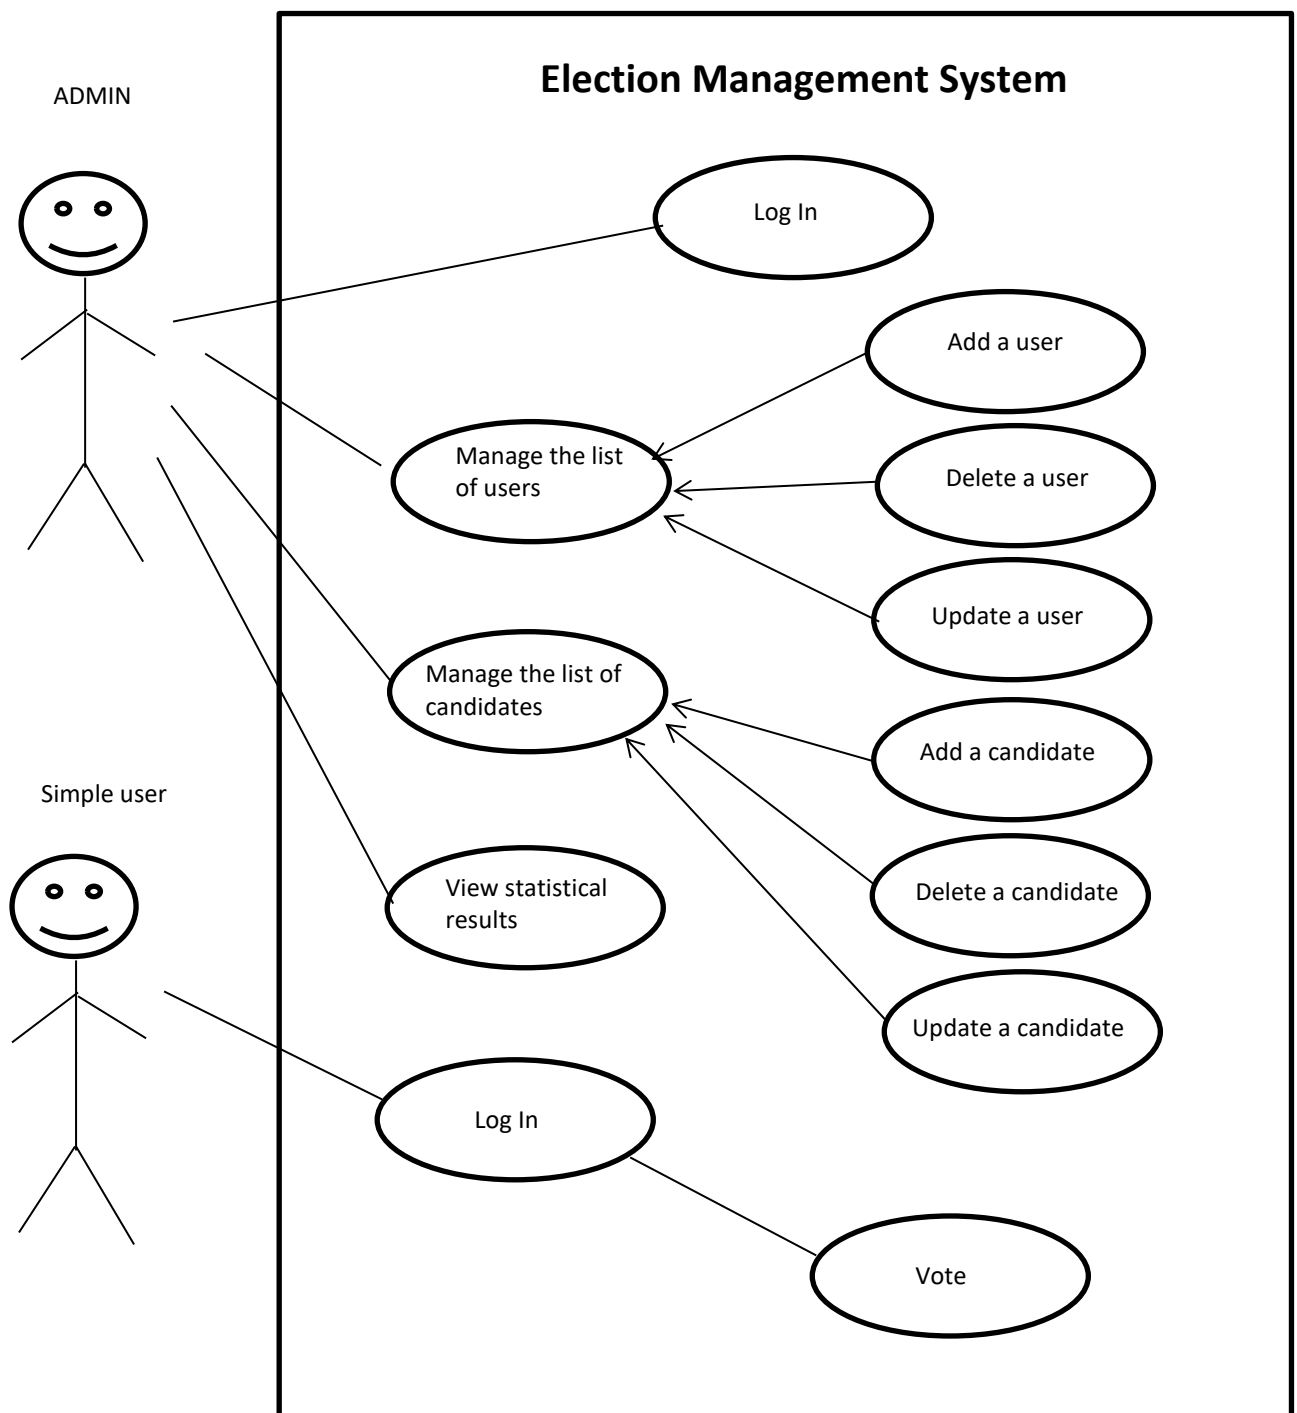 Election Management System
ADMIN
Log In
Add a user
Manage the list
of users
Delete a user
Update a user
Manage the list of
candidates
Add a candidate
Simple user
View statistical
results
Delete a candidate
Update a candidate
Log In
Vote